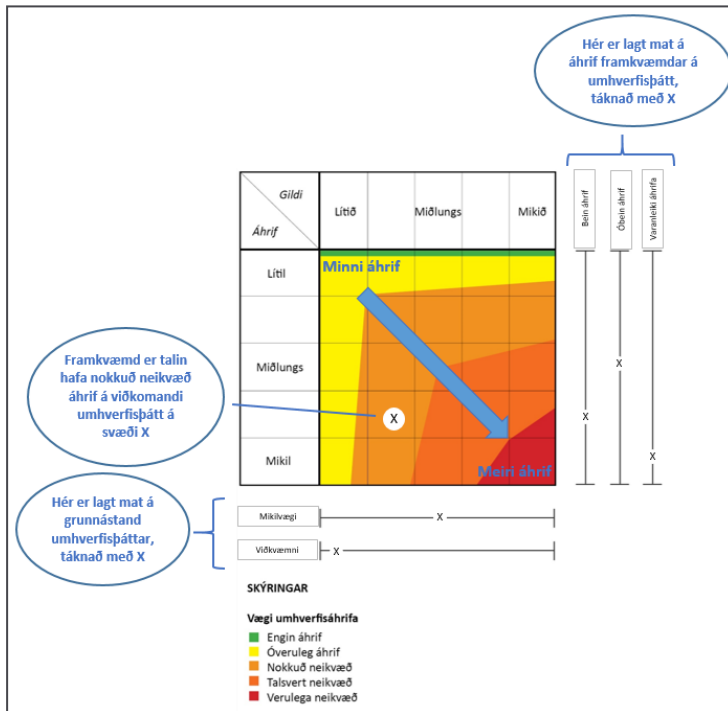 Hér er lagt mat á
áhrif framkvæmdar á
umhverfisþátt,
táknað með X
Gildi
Áhrif
Lítið
Miðlungs
Mikið
Bein áhrif
Óbein áhrif
Varanleiki áhrifa
Lítil
Minni áhrif
Miðlungs
Mikil
Meiri áhrif
X
X
X
X
Framkvæmd er talin
hafa nokkuð neikvæð
áhrif á viðkomandi
umhverfisþátt á
svæði X
Hér er lagt mat á
grunnástand
umhverfisþáttar,
táknað með X
Mikilvægi
X
Viðkvæmni
X
SKÝRINGAR
Vægi umhverfisáhrifa
Engin áhrif
Óveruleg áhrif
Nokkuð neikvæð
Talsvert neikvæð
Verulega neikvæð